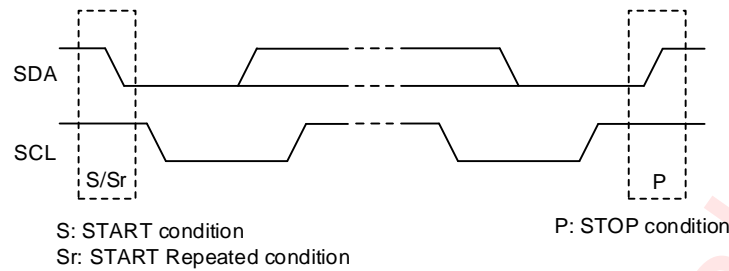 SDA
SCL
S/Sr
P
S: START condition
P: STOP condition
Sr: START Repeated condition